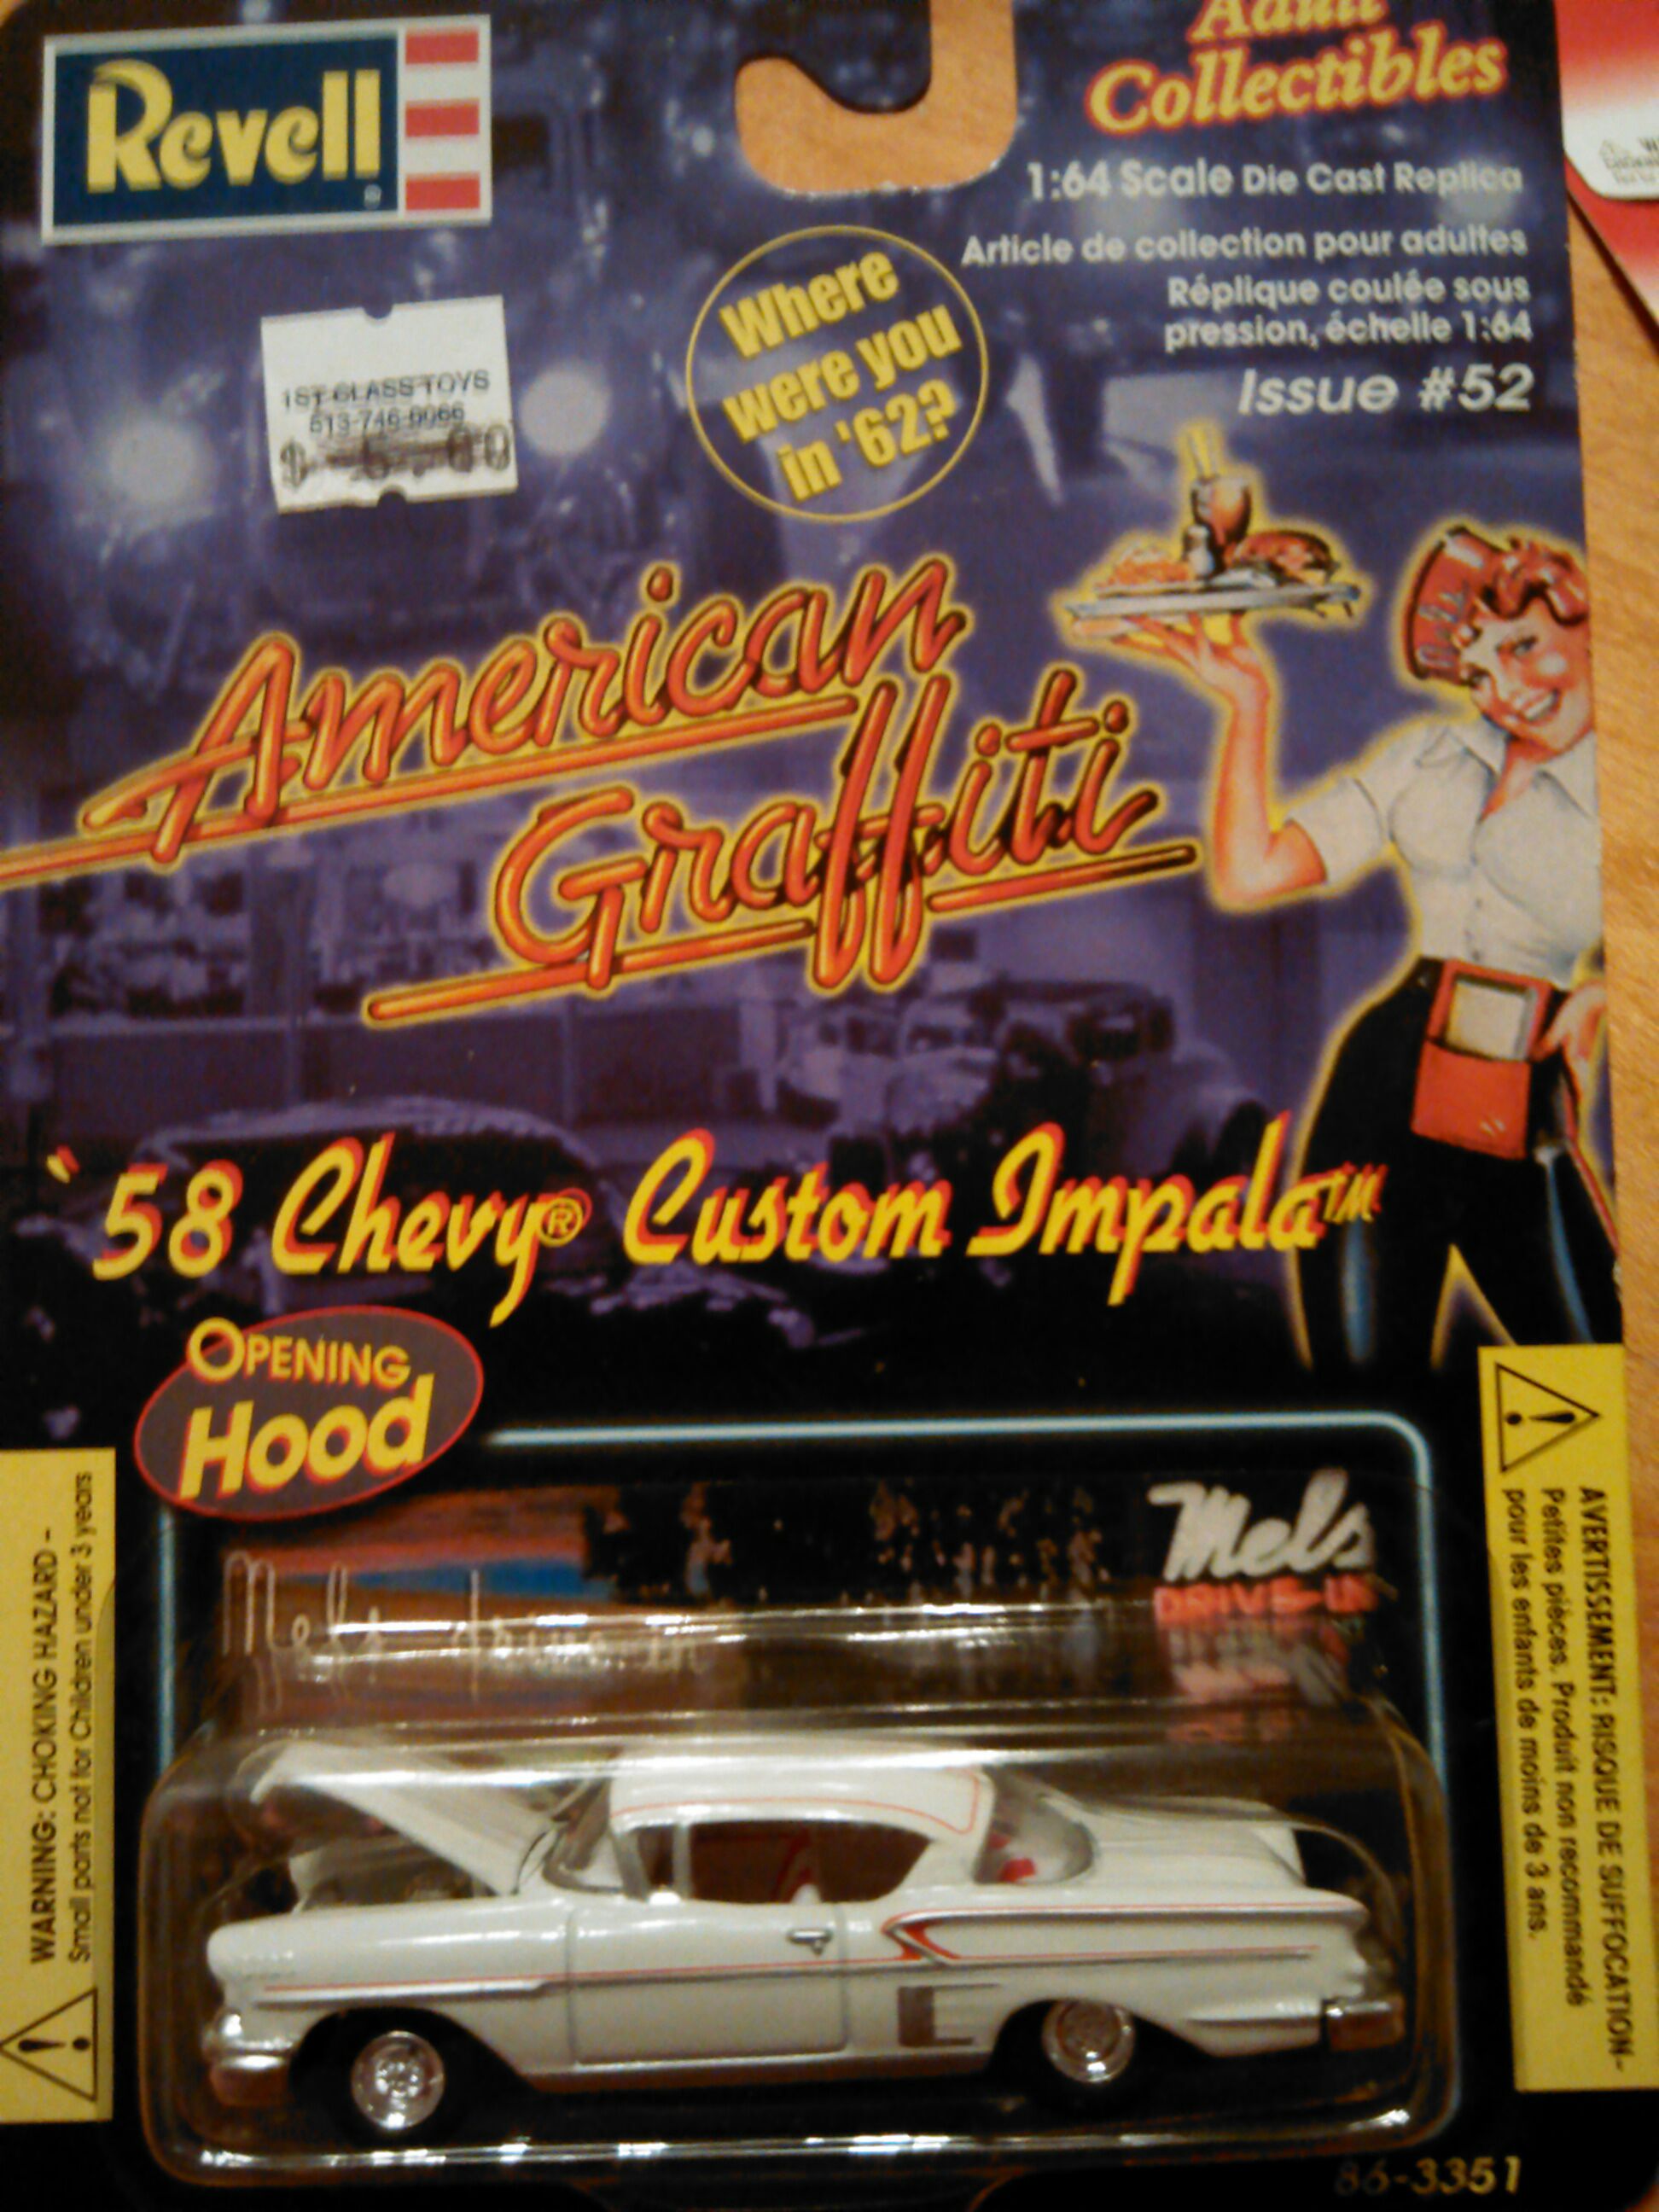 Revell
®
Adult
Collectibles
1:64 Scale Die Cast Replica
Article de collection pour adultes
Réplique coulée sous
pression, échelle 1:64
Issue #52
Where
were you
in '62?
1ST CLASS TOYS
513-746-
American
Graffiti
'58 Chevy® Custom Impala™
OPENING
Hood
Mels
DRIVE-IN
WARNING: CHOKING HAZARD -
Small parts not for Children under 3 years
AVERTISSEMENT: RISQUE DE SUFFOCATION-
Petites pièces. Produit non recommandé
pour les enfants de moins de 3 ans.
86-3351